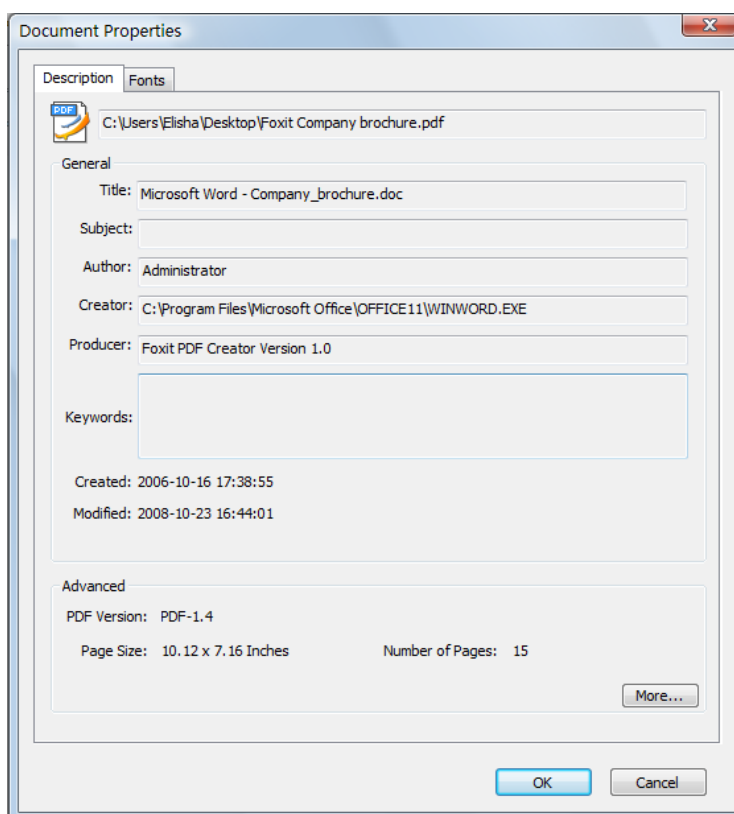 Document Properties
Description Fonts
PDF C:\Users\Elisha\Desktop\Foxit Company brochure.pdf
General
Title: Microsoft Word - Company_brochure.doc
Subject:
Author: Administrator
Creator: C:\Program Files\Microsoft Office\OFFICE11\WINWORD.EXE
Producer: Foxit PDF Creator Version 1.0
Keywords:
Created: 2006-10-16 17:38:55
Modified: 2008-10-23 16:44:01
Advanced
PDF Version: PDF-1.4
Page Size: 10.12 x 7.16 Inches Number of Pages: 15
More...
OK Cancel